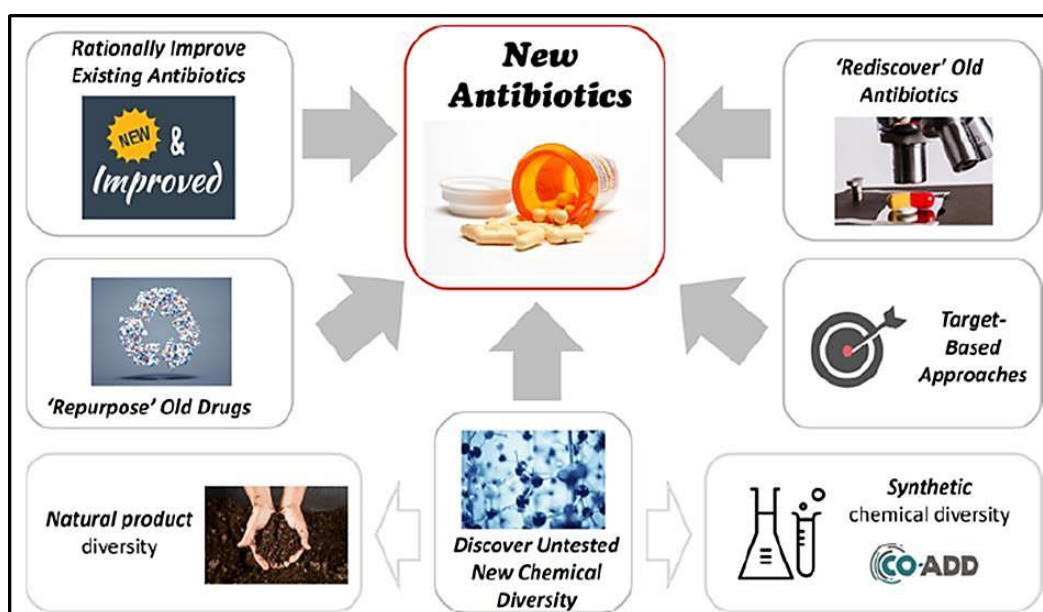 Rationally Improve
Existing Antibiotics
NEW
&
Improved
New
Antibiotics
‘Rediscover’ Old
Antibiotics
‘Repurpose’ Old Drugs
Target-
Based
Approaches
Natural product
diversity
Discover Untested
New Chemical
Diversity
Synthetic
chemical diversity
CO-ADD